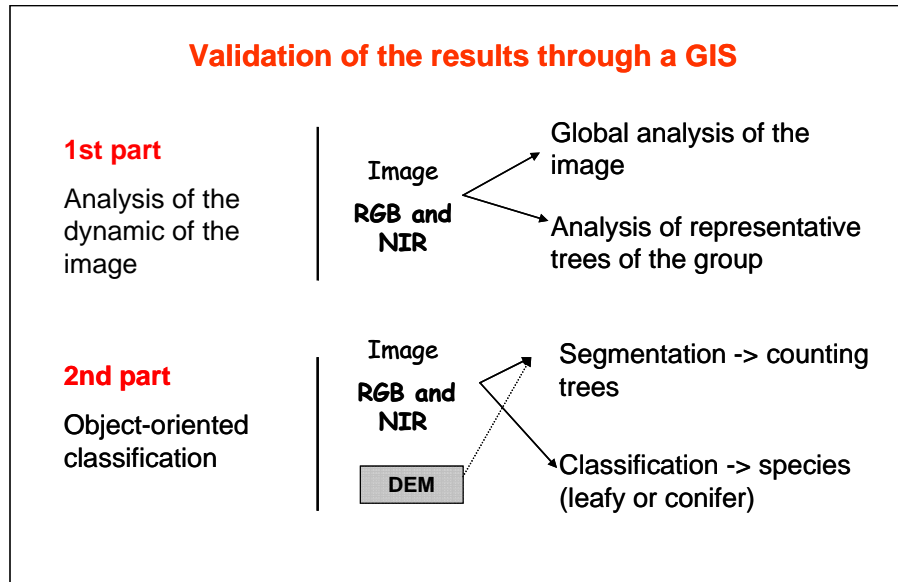 Validation of the results through a GIS
1st part
Analysis of the
dynamic of the
image
Image
RGB and
NIR
Global analysis of the
image
Analysis of representative
trees of the group
2nd part
Object-oriented
classification
Image
RGB and
NIR
DEM
Segmentation -> counting
trees
Classification -> species
(leafy or conifer)